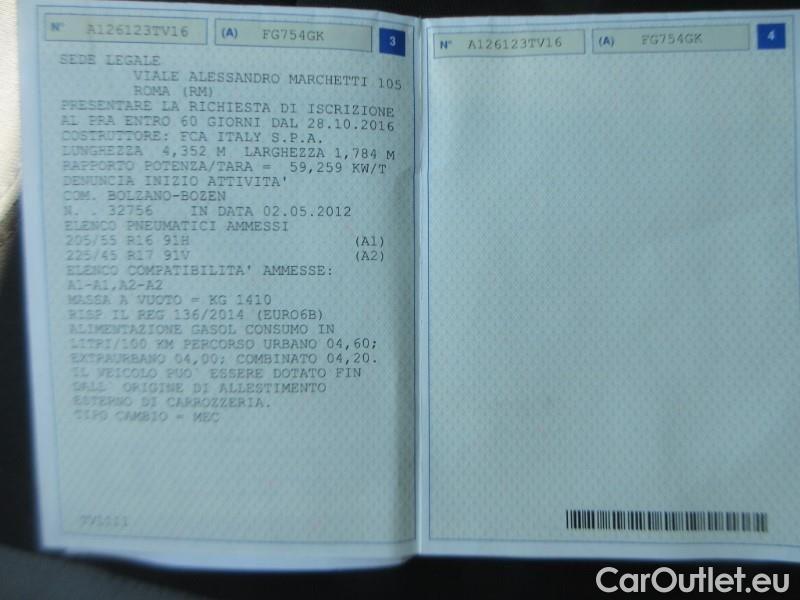 N° A126123TV16 (A) FG754GK 3
SEDE LEGALE
VIALE ALESSANDRO MARCHETTI 105
ROMA (RM)
PRESENTARE LA RICHIESTA DI ISCRIZIONE
AL PRA ENTRO 60 GIORNI DAL 28.10.2016
COSTRUTTORE: FCA ITALY S.P.A.
LUNGHEZZA 4,352 M LARGHEZZA 1,784 M
RAPPORTO POTENZA/TARA = 59,259 KW/T
DENUNCIA INIZIO ATTIVITA'
COM. BOLZANO-BOZEN
N. . 32756 IN DATA 02.05.2012
ELENCO PNEUMATICI AMMESSI
205/55 R16 91H (A1)
225/45 R17 91V (A2)
ELENCO COMPATIBILITA' AMMESSE:
A1-A1,A2-A2
MASSA A VUOTO = KG 1410
RISP IL REG 136/2014 (EURO6B)
ALIMENTAZIONE GASOL CONSUMO IN
LITRI/100 KM PERCORSO URBANO 04,60;
EXTRAURBANO 04,00; COMBINATO 04,20.
IL VEICOLO PUO` ESSERE DOTATO FIN
DALL` ORIGINE DI ALLESTIMENTO
ESTERNO DI CARROZZERIA.
TIPO CAMBIO = MEC
N° A126123TV16 (A) FG754GK 4
CarOutlet.eu